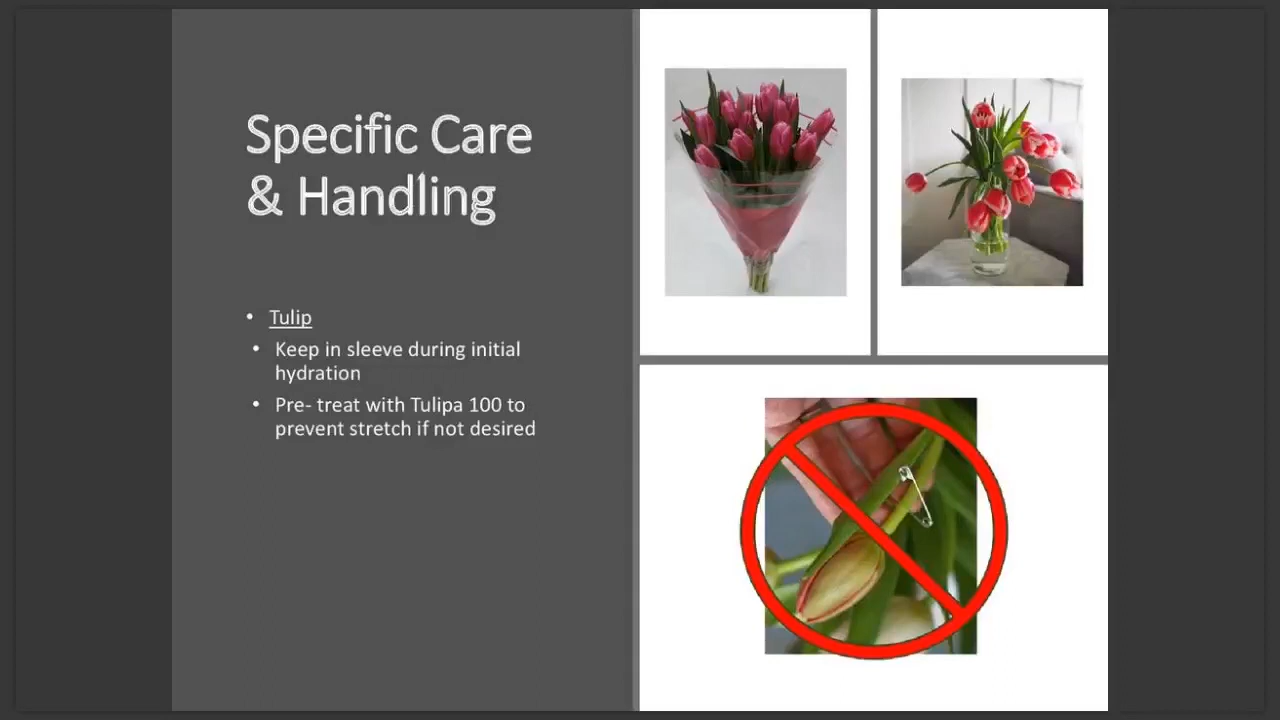 Specific Care
& Handling
• Tulip
• Keep in sleeve during initial
hydration
• Pre- treat with Tulipa 100 to
prevent stretch if not desired